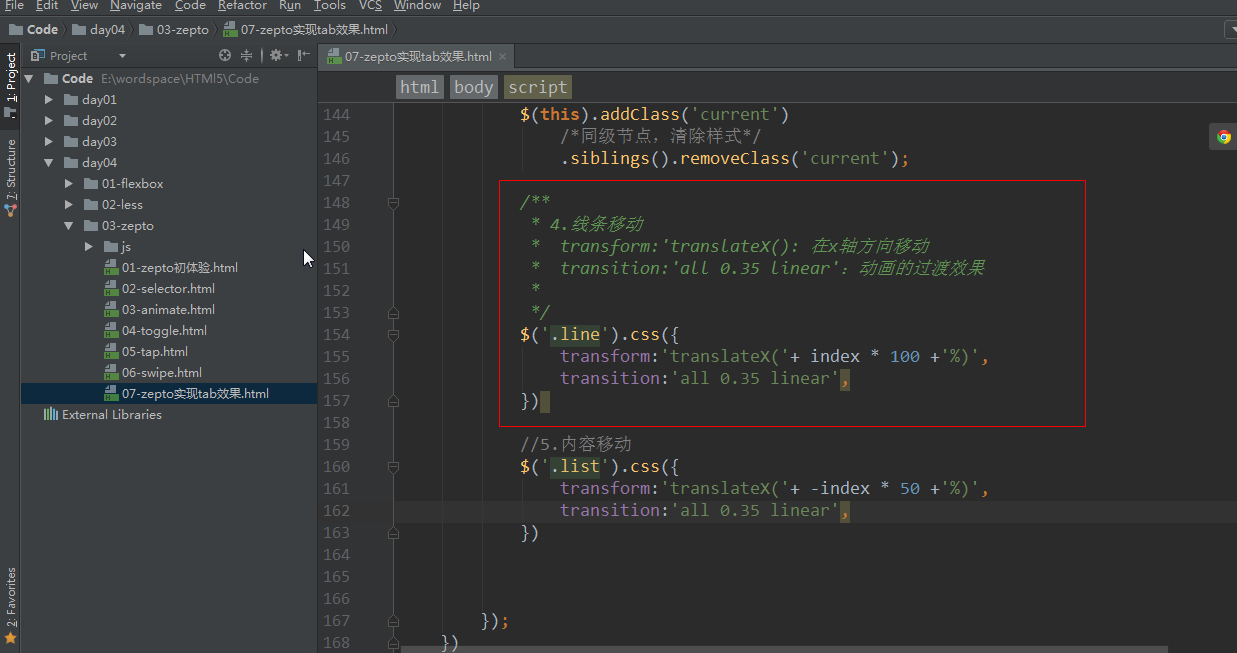 File Edit View Navigate Code Refactor Run Tools VCS Window Help
Code day04 03-zepto 07-zepto实现tab效果.html
1: Project
7: Structure
2: Favorites
Project
Code E:\wordspace\HTMl5\Code
day01
day02
day03
day04
01-flexbox
02-less
03-zepto
js
01-zepto初体验.html
02-selector.html
03-animate.html
04-toggle.html
05-tap.html
06-swipe.html
07-zepto实现tab效果.html
External Libraries
07-zepto实现tab效果.html
html body script
144 $(this).addClass('current')
145 /*同级节点，清除样式*/
146 .siblings().removeClass('current');
147
148 /**
149 * 4.线条移动
150 * transform:'translateX(): 在x轴方向移动
151 * transition:'all 0.35 linear'：动画的过渡效果
152 *
153 */
154 $('.line').css({
155 transform:'translateX('+ index * 100 +'%)',
156 transition:'all 0.35 linear',
157 })
158
159 //5.内容移动
160 $('.list').css({
161 transform:'translateX('+ -index * 50 +'%)',
162 transition:'all 0.35 linear',
163 })
164
165
166
167 });
168 })